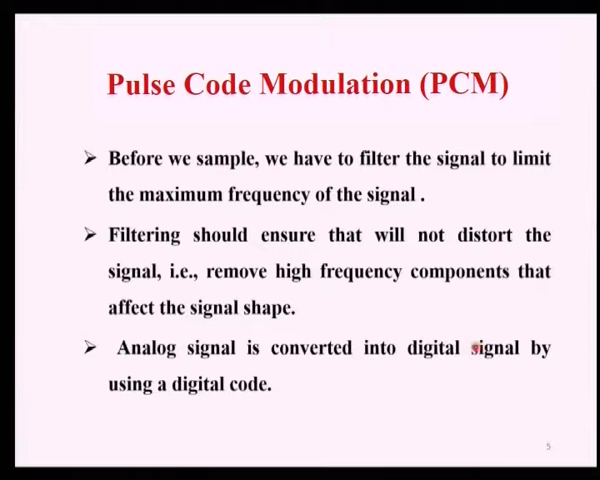 Pulse Code Modulation (PCM)
➢ Before we sample, we have to filter the signal to limit
the maximum frequency of the signal .
➢ Filtering should ensure that will not distort the
signal, i.e., remove high frequency components that
affect the signal shape.
➢ Analog signal is converted into digital signal by
using a digital code.
5